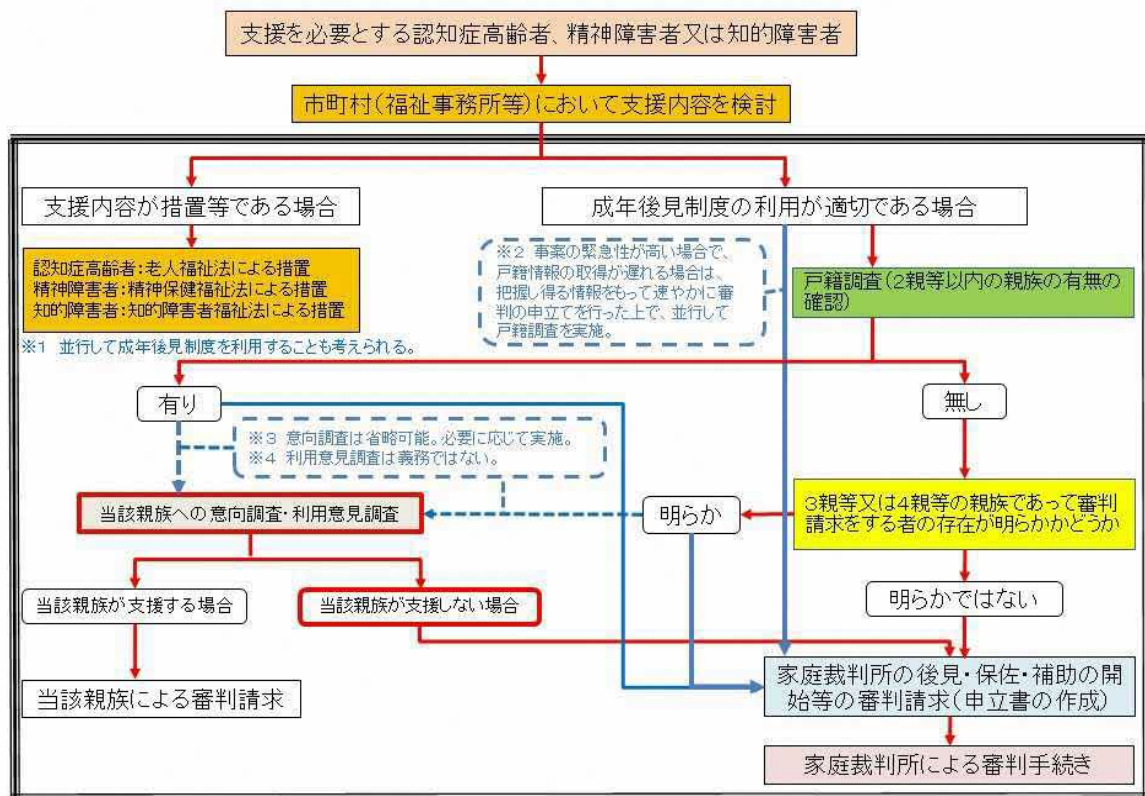 支援を必要とする認知症高齢者、精神障害者又は知的障害者
市町村(福祉事務所等)において支援内容を検討
支援内容が措置等である場合
成年後見制度の利用が適切である場合
認知症高齢者:老人福祉法による措置
精神障害者:精神保健福祉法による措置
知的障害者:知的障害者福祉法による措置
※1 並行して成年後見制度を利用することも考えられる。
※2 事案の緊急性が高い場合で、
戸籍情報の取得が遅れる場合は、
把握し得る情報をもって速やかに審
判の申立てを行った上で、並行して
戸籍調査を実施。
戸籍調査(2親等以内の親族の有無の
確認)
有り
無し
※3 意向調査は省略可能。必要に応じて実施。
※4 利用意見調査は義務ではない。
当該親族への意向調査・利用意見調査
明らか
3親等又は4親等の親族であって審判
請求をする者の存在が明らかかどうか
当該親族が支援する場合
当該親族が支援しない場合
明らかではない
当該親族による審判請求
家庭裁判所の後見・保佐・補助の開
始等の審判請求(申立書の作成)
家庭裁判所による審判手続き